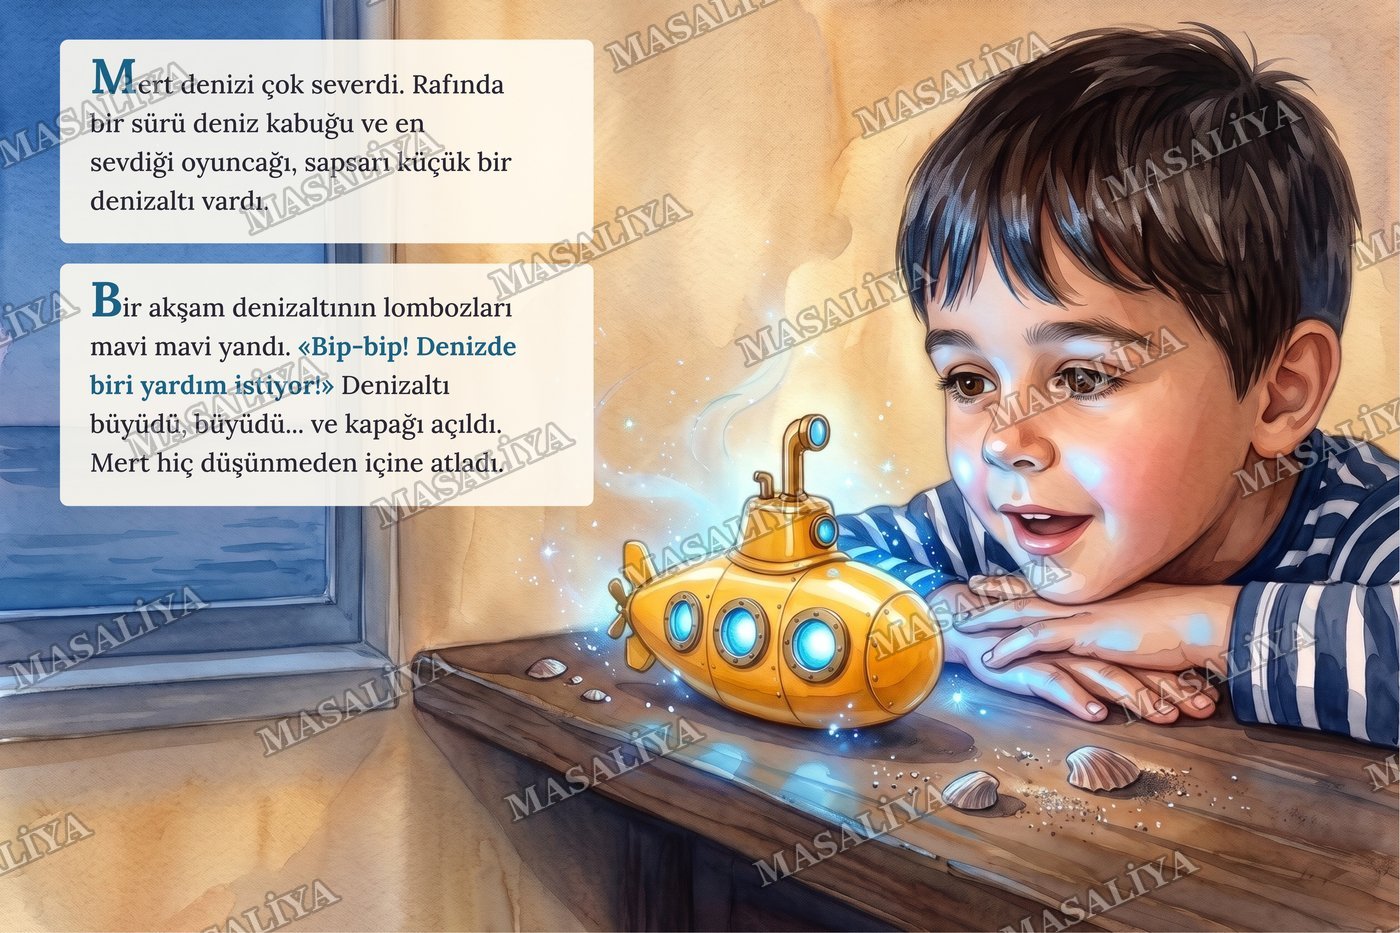 Mert denizi çok severdi. Rafında
bir sürü deniz kabuğu ve en
sevdiği oyuncağı, sapsarı küçük bir
denizaltı vardı.
Bir akşam denizaltının lombozları
mavi mavi yandı. «Bip-bip! Denizde
biri yardım istiyor!» Denizaltı
büyüdü, büyüdü... ve kapağı açıldı.
Mert hiç düşünmeden içine atladı.
MASALİYA